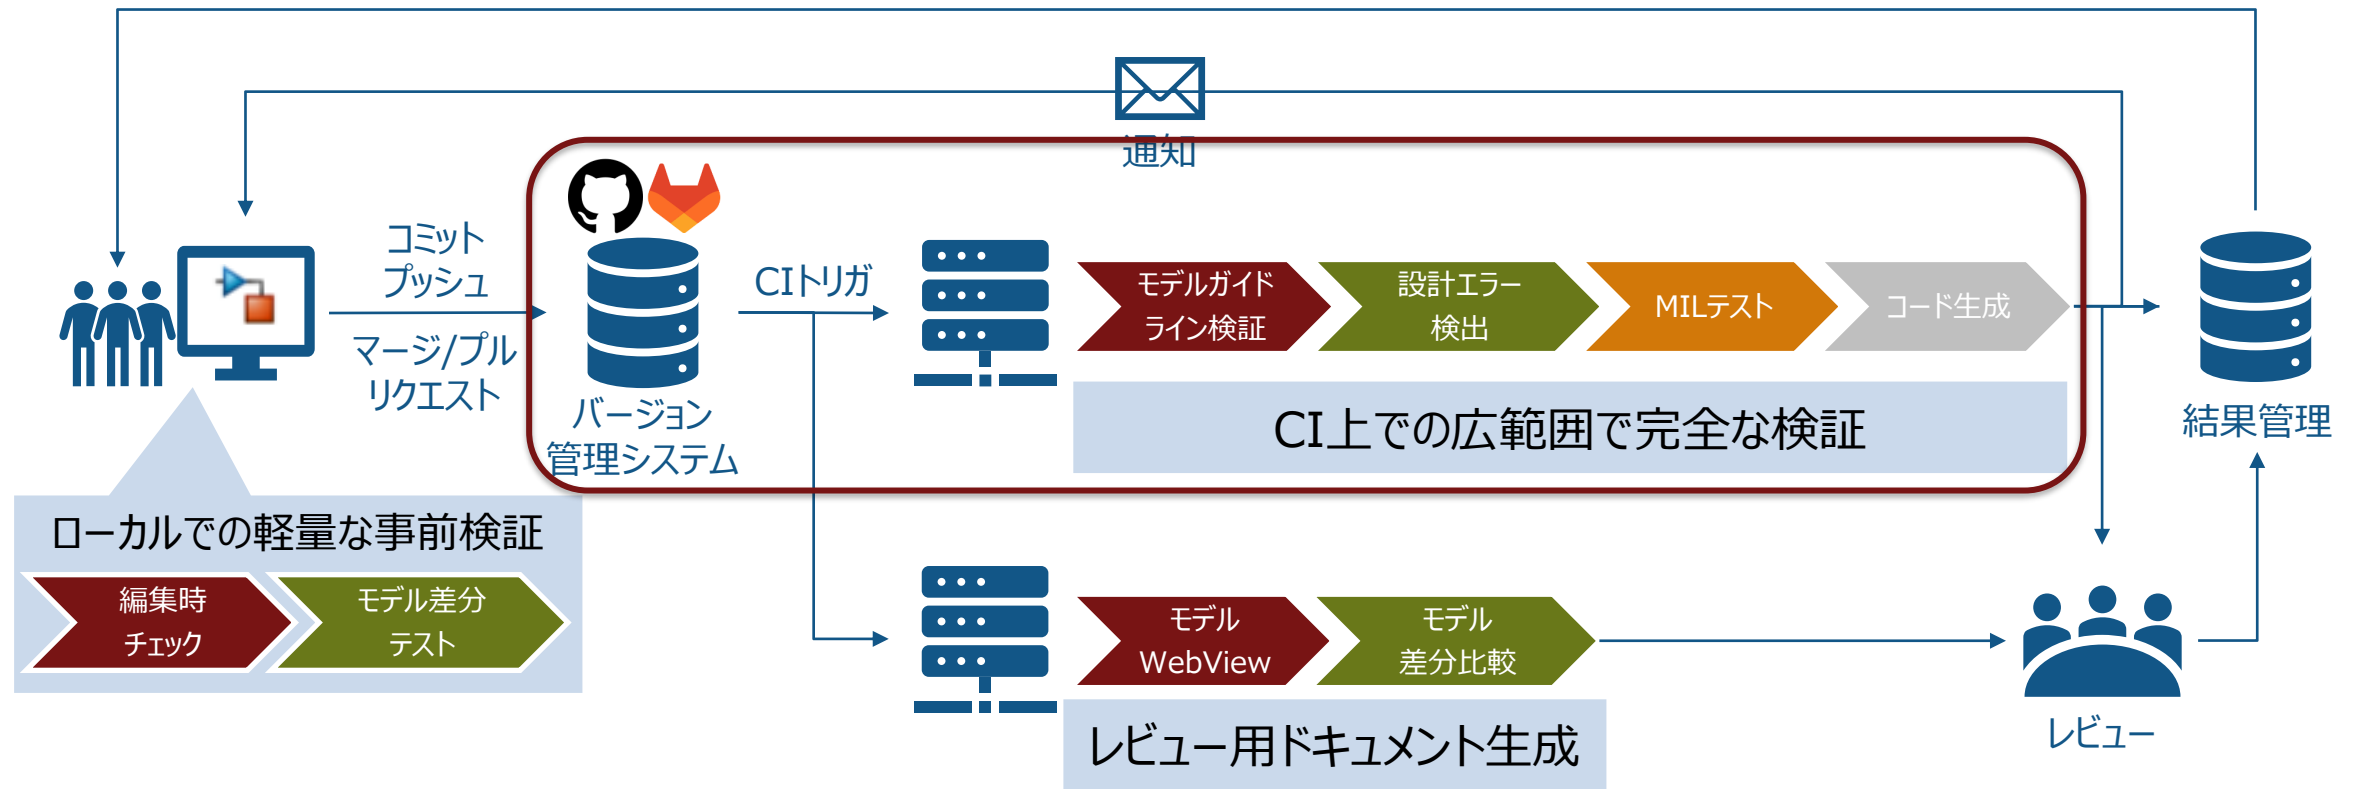 通知
コミット
プッシュ
マージ/プル
リクエスト
バージョン
管理システム
CIトリガ
モデルガイド
ライン検証
設計エラー
検出
MILテスト
コード生成
CI上での広範囲で完全な検証
結果管理
ローカルでの軽量な事前検証
編集時
チェック
モデル差分
テスト
モデル
WebView
モデル
差分比較
レビュー用ドキュメント生成
レビュー